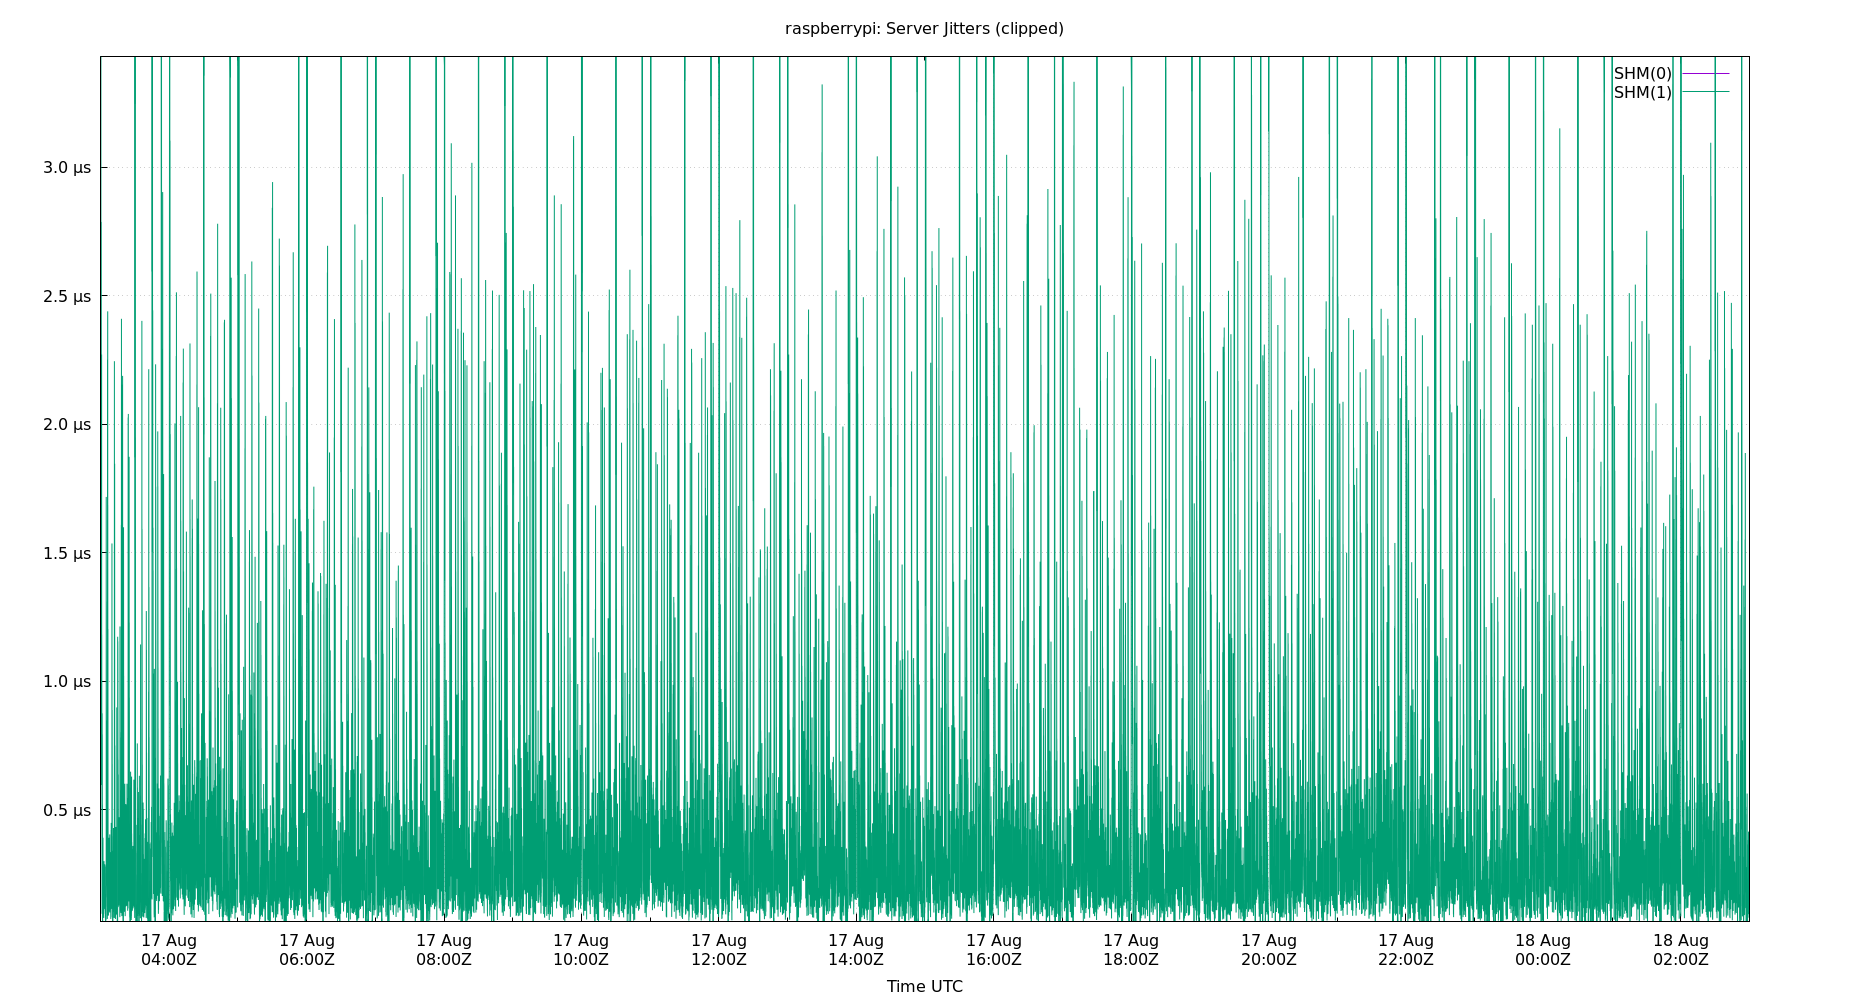 raspberrypi: Server Jitters (clipped)
SHM(0)
SHM(1)
3.0 µs
2.5 µs
2.0 µs
1.5 µs
1.0 µs
0.5 µs
17 Aug 17 Aug 17 Aug 17 Aug 17 Aug 17 Aug 17 Aug 17 Aug 17 Aug 17 Aug 18 Aug 18 Aug
04:00Z 06:00Z 08:00Z 10:00Z 12:00Z 14:00Z 16:00Z 18:00Z 20:00Z 22:00Z 00:00Z 02:00Z
Time UTC